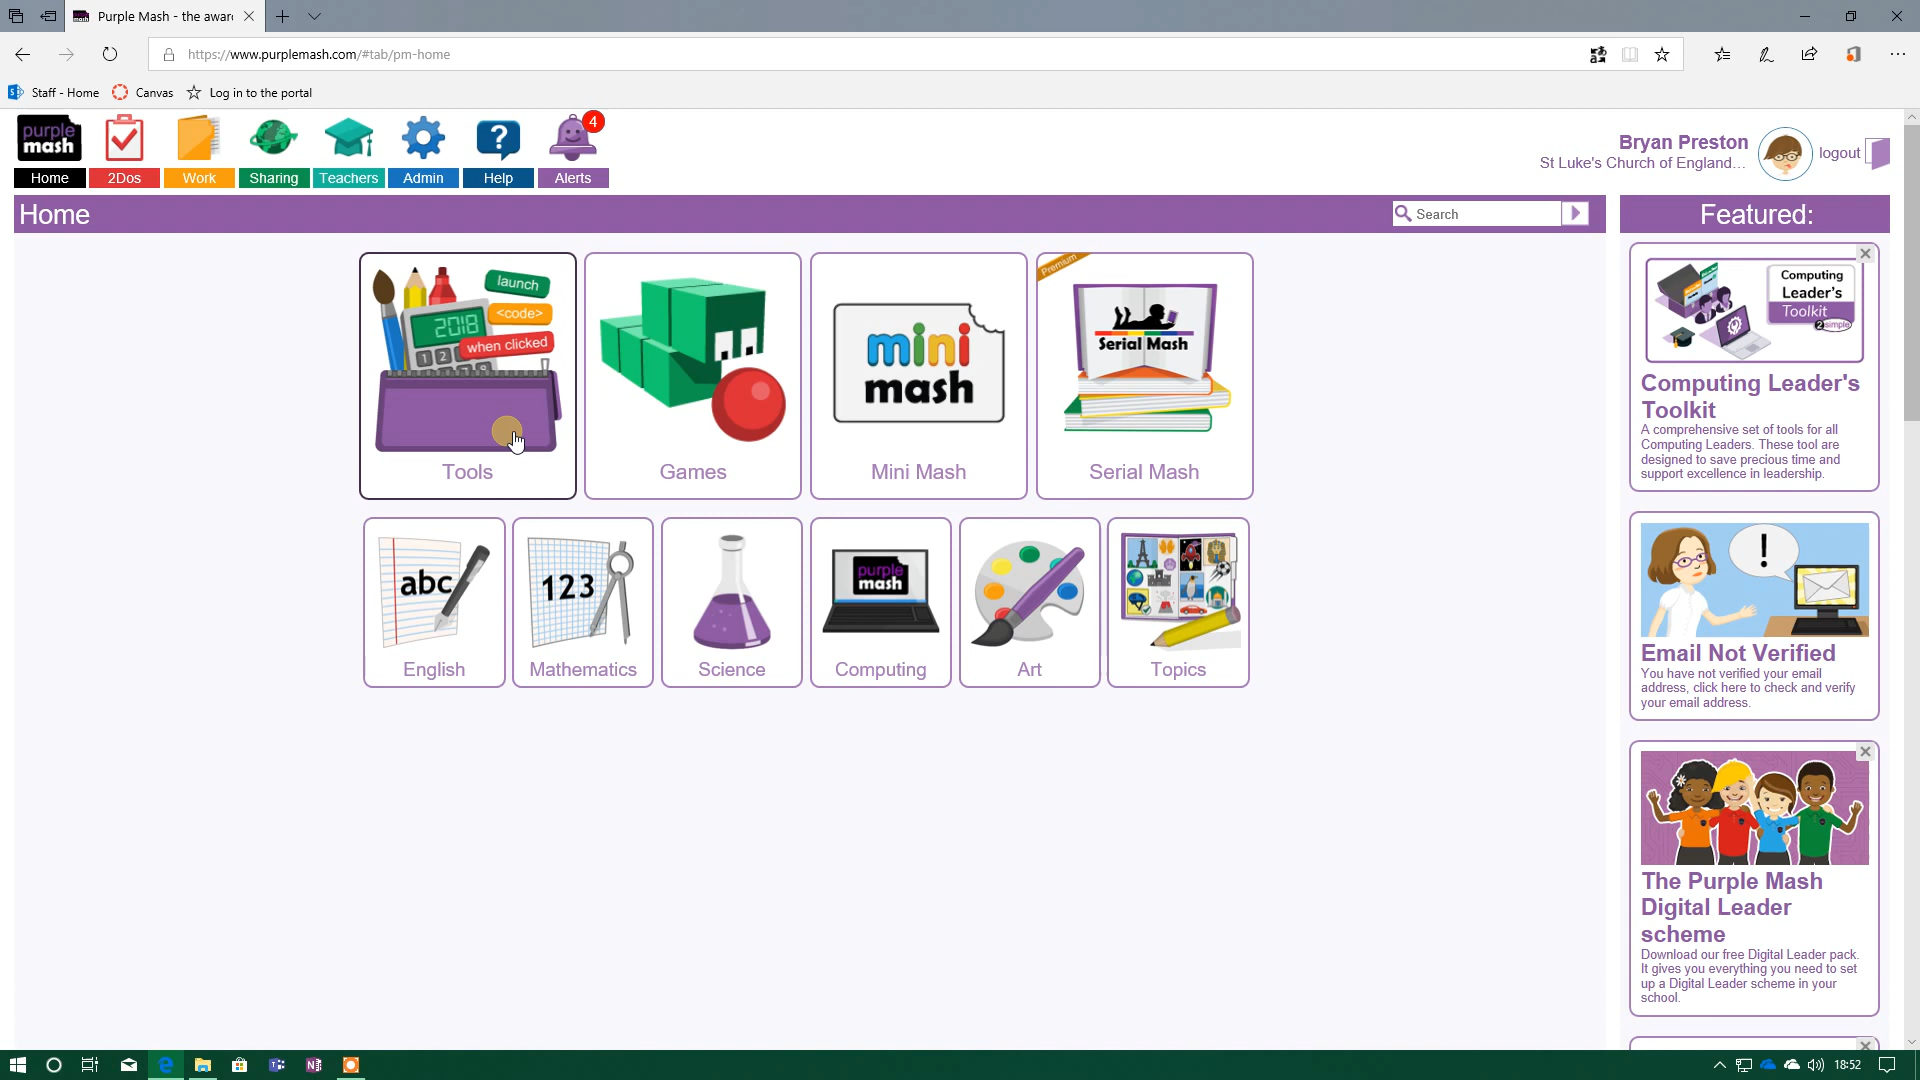 Purple Mash - the awar
https://www.purplemash.com/#tab/pm-home
Staff - Home
Canvas
Log in to the portal
purple
mash
4
Home
2Dos
Work
Sharing
Teachers
Admin
Help
Alerts
Bryan Preston
St Luke's Church of England...
logout
Home
Search
Featured:
launch
<code>
2018
when clicked
1 2
Tools
Games
mini
mash
Mini Mash
Premium
Serial Mash
Serial Mash
abc
English
123
Mathematics
Science
purple
mash
Computing
Art
Topics
Computing
Leader's
Toolkit
2simple
Computing Leader's
Toolkit
A comprehensive set of tools for all
Computing Leaders. These tool are
designed to save precious time and
support excellence in leadership.
!
Email Not Verified
You have not verified your email
address, click here to check and verify
your email address.
The Purple Mash
Digital Leader
scheme
Download our free Digital Leader pack.
It gives you everything you need to set
up a Digital Leader scheme in your
school.
18:52